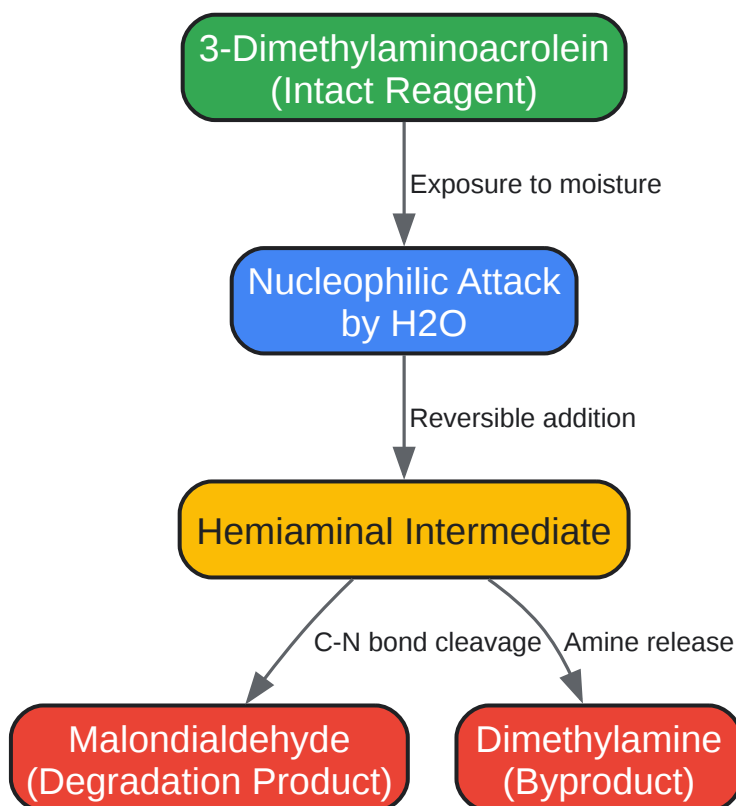 3-Dimethylaminoacrolein
(Intact Reagent)
Exposure to moisture
Nucleophilic Attack
by H2O
Reversible addition
Hemiaminal Intermediate
C-N bond cleavage
Amine release
Malondialdehyde
(Degradation Product)
Dimethylamine
(Byproduct)